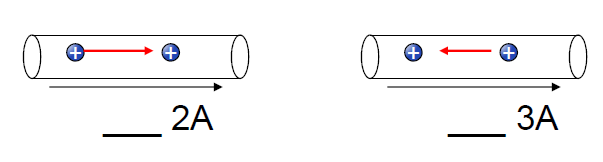 + +
+ +
___ 2A
___ 3A